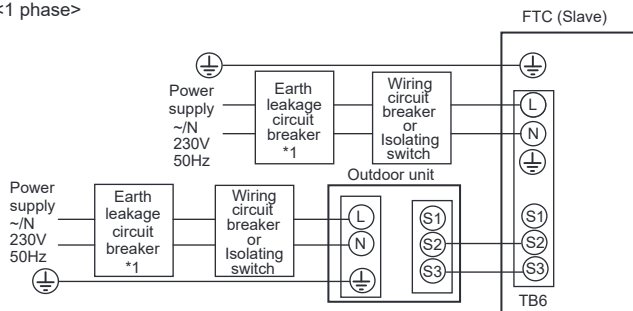 <1 phase>
FTC (Slave)
Power
supply
~/N
230V
50Hz
Earth
leakage
circuit
breaker
*1
Wiring
circuit
breaker
or
Isolating
switch
L
N
S1
S2
S3
TB6
Power
supply
~/N
230V
50Hz
Earth
leakage
circuit
breaker
*1
Wiring
circuit
breaker
or
Isolating
switch
Outdoor unit
L
N
S1
S2
S3